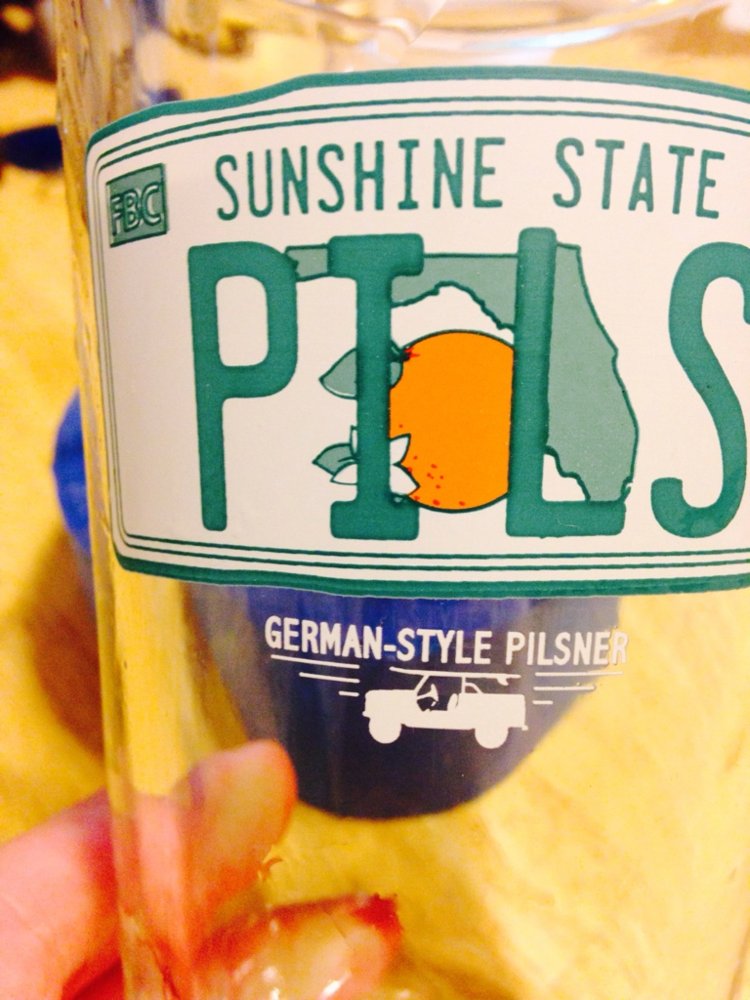 SUNSHINE STATE
FBC
PILS
GERMAN-STYLE PILSNER